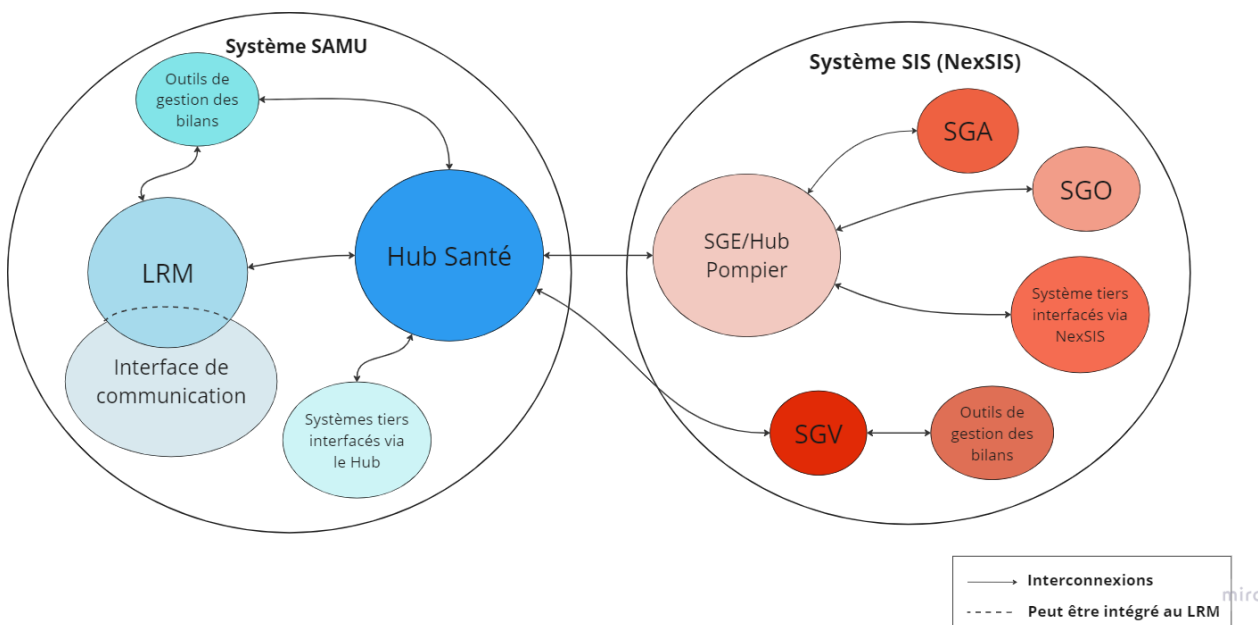 Système SAMU
Outils de
gestion des
bilans
LRM
Interface de
communication
Hub Santé
Systèmes tiers
interfacés via
le Hub
Système SIS (NexSIS)
SGA
SGO
SGE/Hub
Pompier
Système tiers
interfacés via
NexSIS
SGV
Outils de
gestion des
bilans
Interconnexions
Peut être intégré au LRM